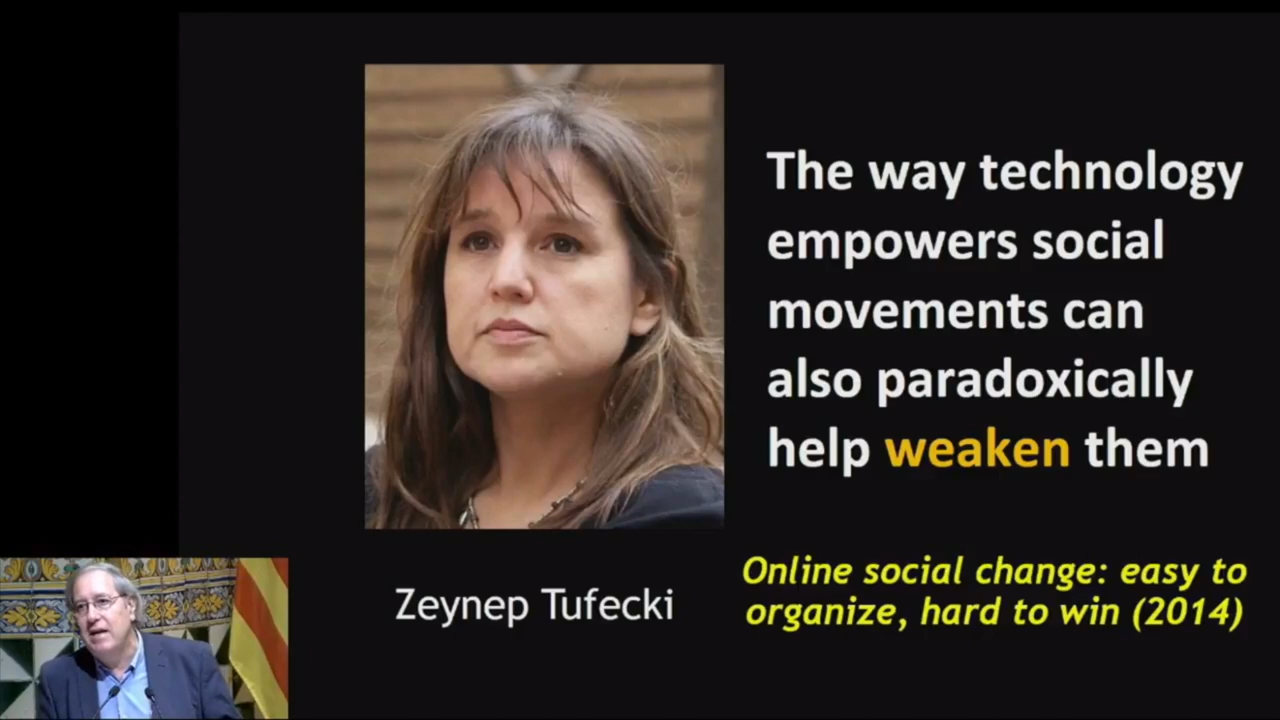 The way technology
empowers social
movements can
also paradoxically
help weaken them
Zeynep Tufecki
Online social change: easy to
organize, hard to win (2014)